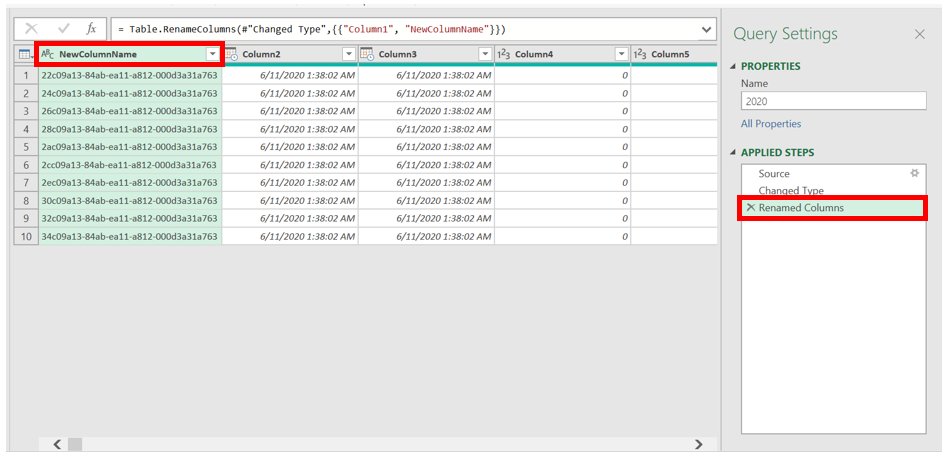 fx = Table.RenameColumns(#"Changed Type",{{"Column1", "NewColumnName"}})
ABC NewColumnName Column2 Column3 123 Column4 123 Column5
1 22c09a13-84ab-ea11-a812-000d3a31a763 6/11/2020 1:38:02 AM 6/11/2020 1:38:02 AM 0
2 24c09a13-84ab-ea11-a812-000d3a31a763 6/11/2020 1:38:02 AM 6/11/2020 1:38:02 AM 0
3 26c09a13-84ab-ea11-a812-000d3a31a763 6/11/2020 1:38:02 AM 6/11/2020 1:38:02 AM 0
4 28c09a13-84ab-ea11-a812-000d3a31a763 6/11/2020 1:38:02 AM 6/11/2020 1:38:02 AM 0
5 2ac09a13-84ab-ea11-a812-000d3a31a763 6/11/2020 1:38:02 AM 6/11/2020 1:38:02 AM 0
6 2cc09a13-84ab-ea11-a812-000d3a31a763 6/11/2020 1:38:02 AM 6/11/2020 1:38:02 AM 0
7 2ec09a13-84ab-ea11-a812-000d3a31a763 6/11/2020 1:38:02 AM 6/11/2020 1:38:02 AM 0
8 30c09a13-84ab-ea11-a812-000d3a31a763 6/11/2020 1:38:02 AM 6/11/2020 1:38:02 AM 0
9 32c09a13-84ab-ea11-a812-000d3a31a763 6/11/2020 1:38:02 AM 6/11/2020 1:38:02 AM 0
10 34c09a13-84ab-ea11-a812-000d3a31a763 6/11/2020 1:38:02 AM 6/11/2020 1:38:02 AM 0
Query Settings
PROPERTIES
Name
2020
All Properties
APPLIED STEPS
Source
Changed Type
Renamed Columns